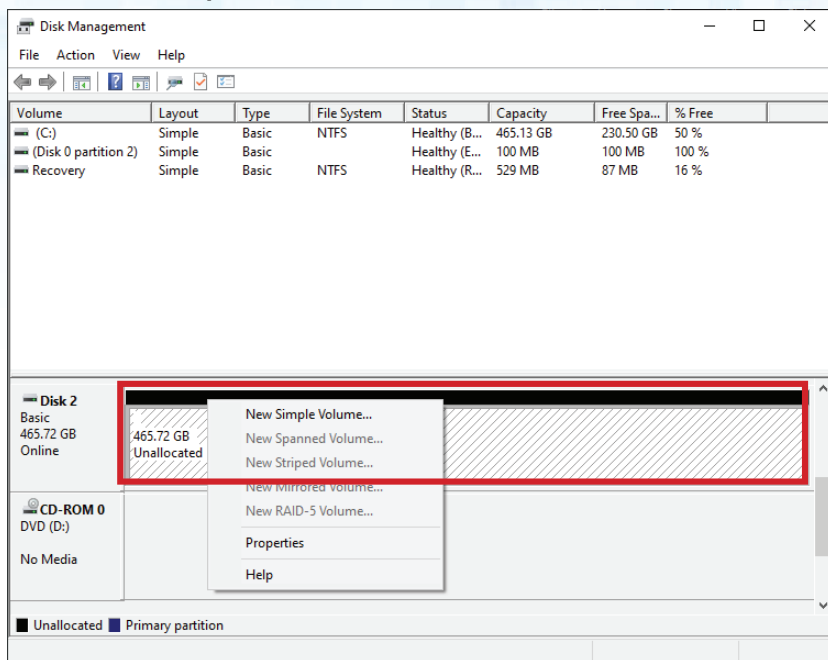 Disk Management
File Action View Help
Volume Layout Type File System Status Capacity Free Spa... % Free
(C:) Simple Basic NTFS Healthy (B... 465.13 GB 230.50 GB 50 %
(Disk 0 partition 2) Simple Basic Healthy (E... 100 MB 100 MB 100 %
Recovery Simple Basic NTFS Healthy (R... 529 MB 87 MB 16 %
Disk 2
Basic
465.72 GB
Online
465.72 GB
Unallocated
New Simple Volume...
New Spanned Volume...
New Striped Volume...
New Mirrored Volume...
New RAID-5 Volume...
Properties
Help
CD-ROM 0
DVD (D:)
No Media
Unallocated Primary partition